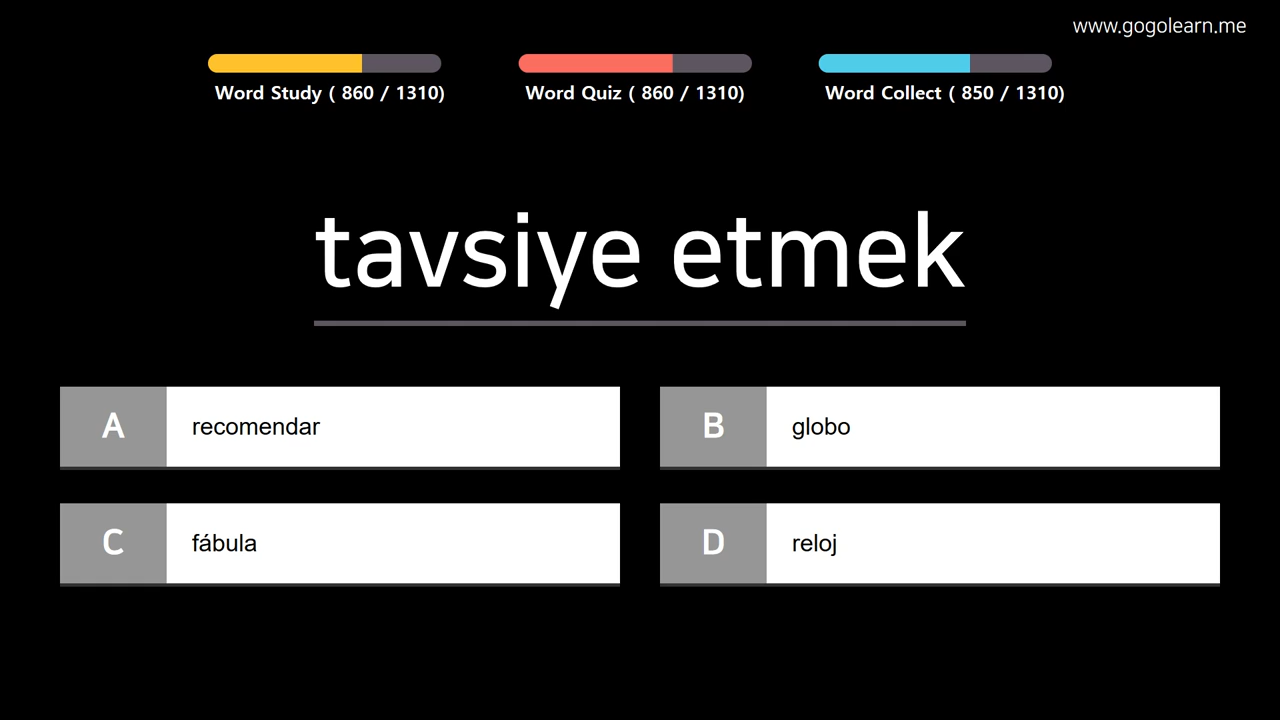 www.gogolearn.me
Word Study ( 860 / 1310)
Word Quiz ( 860 / 1310)
Word Collect ( 850 / 1310)
tavsiye etmek
A recomendar
B globo
C fábula
D reloj